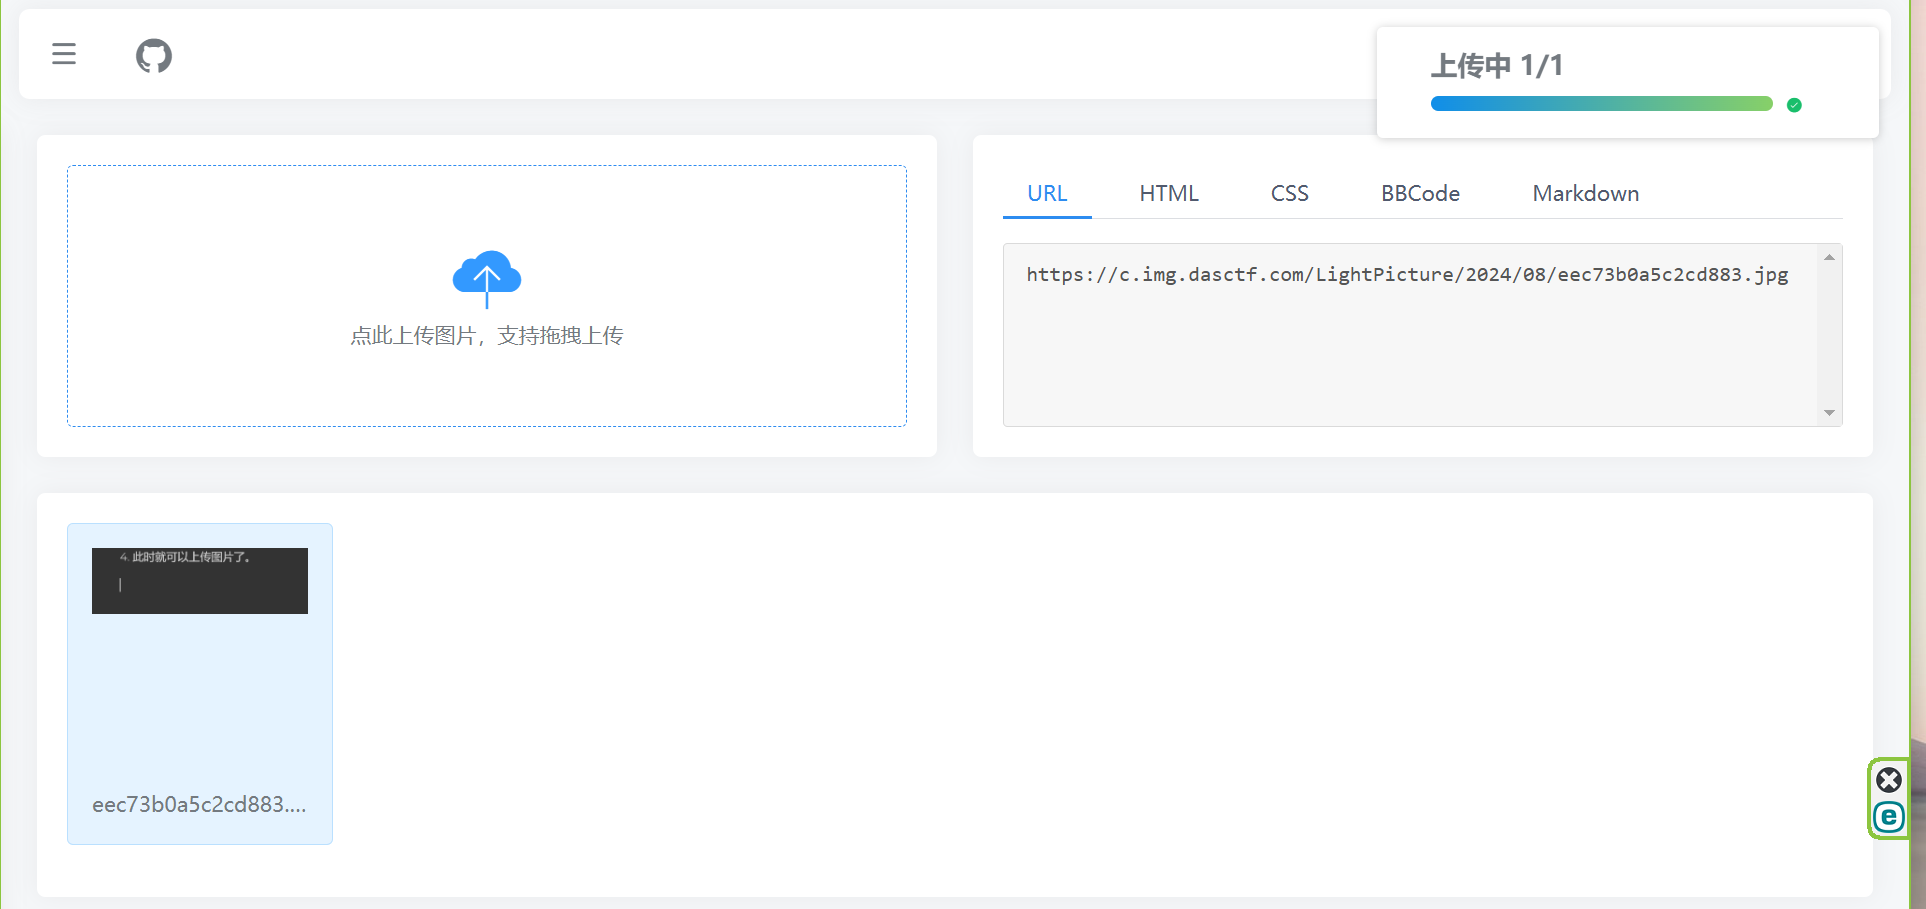 上传中 1/1
点此上传图片，支持拖拽上传
URL HTML CSS BBCode Markdown
https://c.img.dasctf.com/LightPicture/2024/08/eec73b0a5c2cd883.jpg
4. 此时就可以上传图片了。
eec73b0a5c2cd883....
e